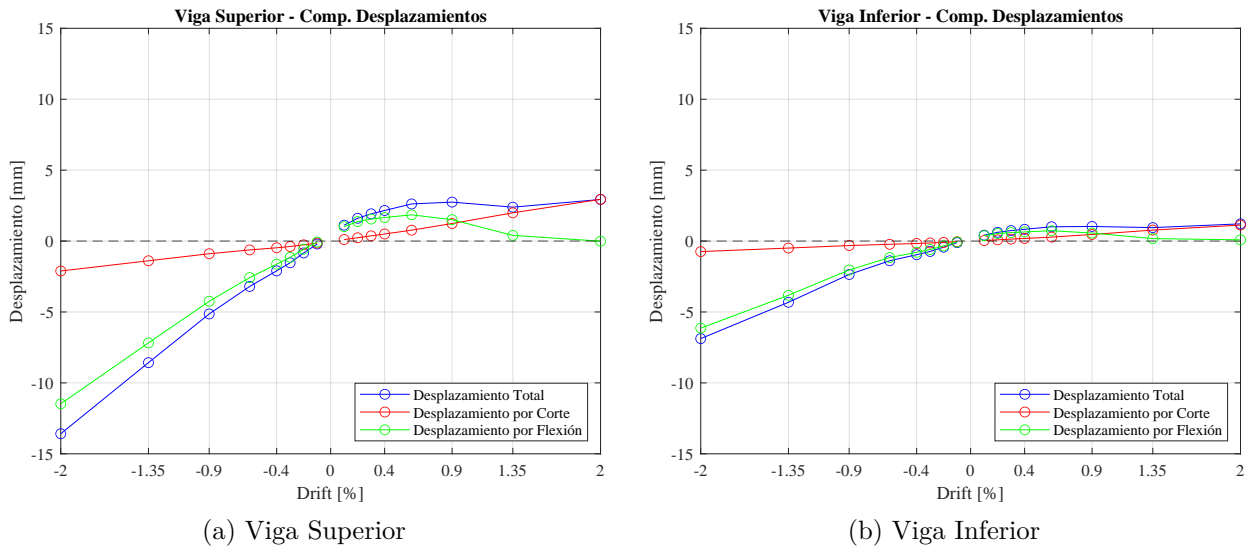 Viga Superior - Comp. Desplazamientos
15
10
5
0
-5
-10
-15
Desplazamiento [mm]
Desplazamiento Total
Desplazamiento por Corte
Desplazamiento por Flexión
-2 -1.35 -0.9 -0.4 0 0.4 0.9 1.35 2
Drift [%]
(a) Viga Superior
Viga Inferior - Comp. Desplazamientos
15
10
5
0
-5
-10
-15
Desplazamiento [mm]
Desplazamiento Total
Desplazamiento por Corte
Desplazamiento por Flexión
-2 -1.35 -0.9 -0.4 0 0.4 0.9 1.35 2
Drift [%]
(b) Viga Inferior